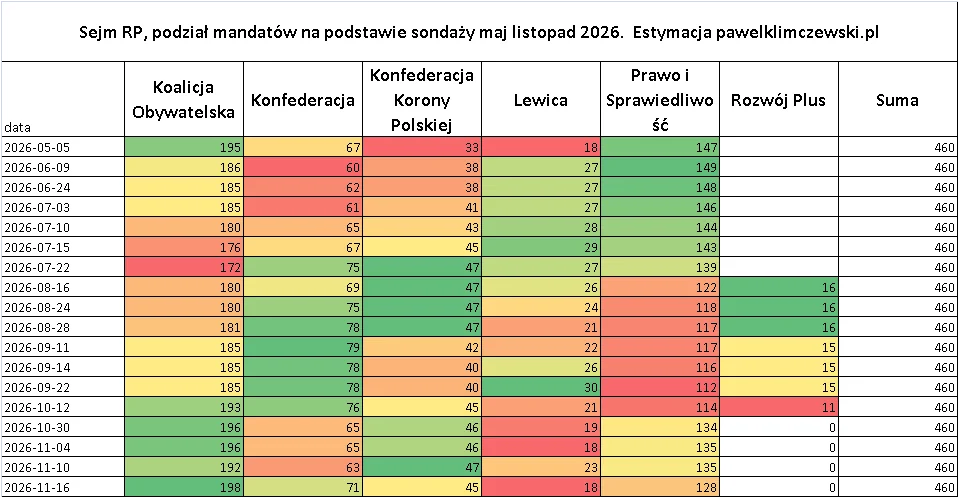 Sejm RP, podział mandatów na podstawie sondaży maj listopad 2026.  Estymacja pawelklimczewski.pl
data Koalicja Obywatelska Konfederacja Konfederacja Korony Polskiej Lewica Prawo i Sprawiedliwo ść Rozwój Plus Suma
2026-05-05 195 67 33 18 147 460
2026-06-09 186 60 38 27 149 460
2026-06-24 185 62 38 27 148 460
2026-07-03 185 61 41 27 146 460
2026-07-10 180 65 43 28 144 460
2026-07-15 176 67 45 29 143 460
2026-07-22 172 75 47 27 139 460
2026-08-16 180 69 47 26 122 16 460
2026-08-24 180 75 47 24 118 16 460
2026-08-28 181 78 47 21 117 16 460
2026-09-11 185 79 42 22 117 15 460
2026-09-14 185 78 40 26 116 15 460
2026-09-22 185 78 40 30 112 15 460
2026-10-12 193 76 45 21 114 11 460
2026-10-30 196 65 46 19 134 0 460
2026-11-04 196 65 46 18 135 0 460
2026-11-10 192 63 47 23 135 0 460
2026-11-16 198 71 45 18 128 0 460